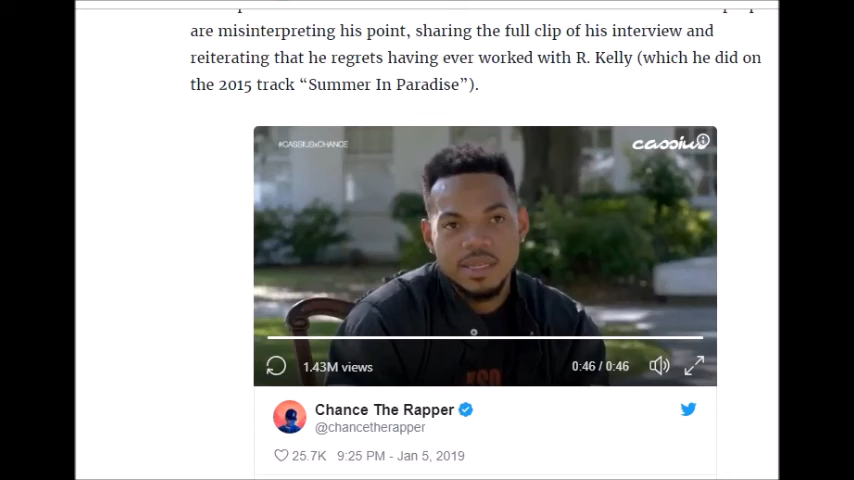 are misinterpreting his point, sharing the full clip of his interview and
reiterating that he regrets having ever worked with R. Kelly (which he did on
the 2015 track “Summer In Paradise”).
#CASSIUSxCHANCE
cassius
1.43M views
0:46 / 0:46
Chance The Rapper
@chancetherapper
25.7K 9:25 PM - Jan 5, 2019